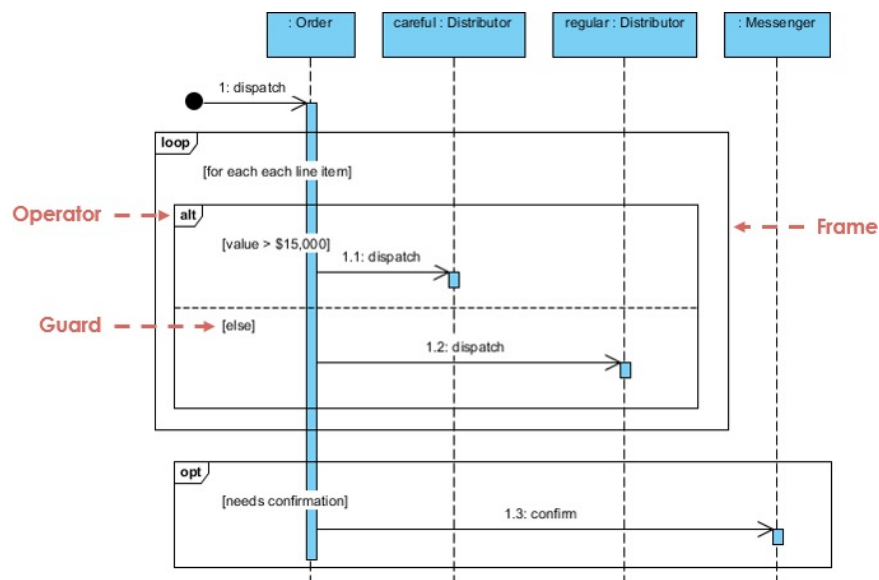 : Order
careful : Distributor
regular : Distributor
: Messenger
1: dispatch
loop
[for each each line item]
Operator
alt
Frame
[value > $15,000]
1.1: dispatch
Guard
[else]
1.2: dispatch
opt
[needs confirmation]
1.3: confirm